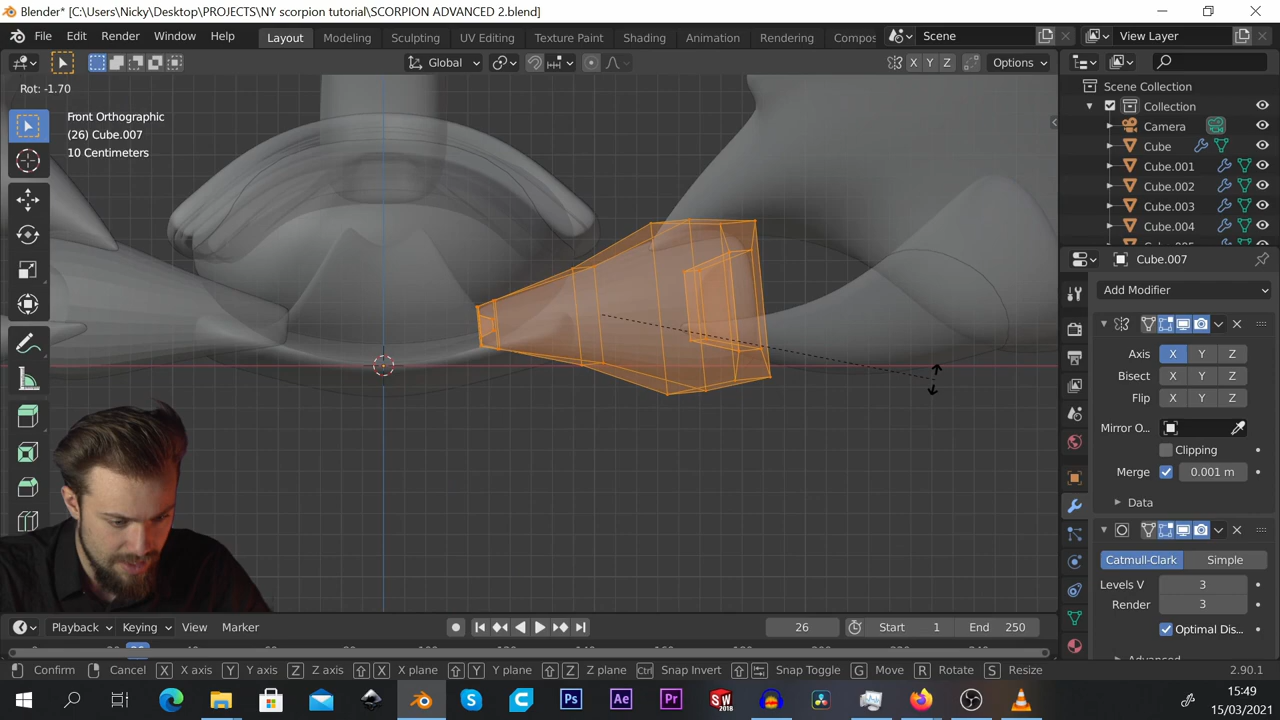 Blender* [C:\Users\Nicky\Desktop\PROJECTS\NY scorpion tutorial\SCORPION ADVANCED 2.blend]
File Edit Render Window Help Layout Modeling Sculpting UV Editing Texture Paint Shading Animation Rendering Compos Scene View Layer
Global X Y Z Options
Rot: -1.70
Front Orthographic
(26) Cube.007
10 Centimeters
Scene Collection
Collection
Camera
Cube
Cube.001
Cube.002
Cube.003
Cube.004
Cube.007
Add Modifier
Axis X Y Z
Bisect X Y Z
Flip X Y Z
Mirror O...
Clipping
Merge 0.001 m
Data
Catmull-Clark Simple
Levels V 3
Render 3
Optimal Dis...
Playback Keying View Marker 26 Start 1 End 250
Confirm Cancel X X axis Y Y axis Z Z axis X X plane Y Y plane Z Z plane Ctrl Snap Invert Snap Toggle G Move R Rotate S Resize 2.90.1
15:49
15/03/2021